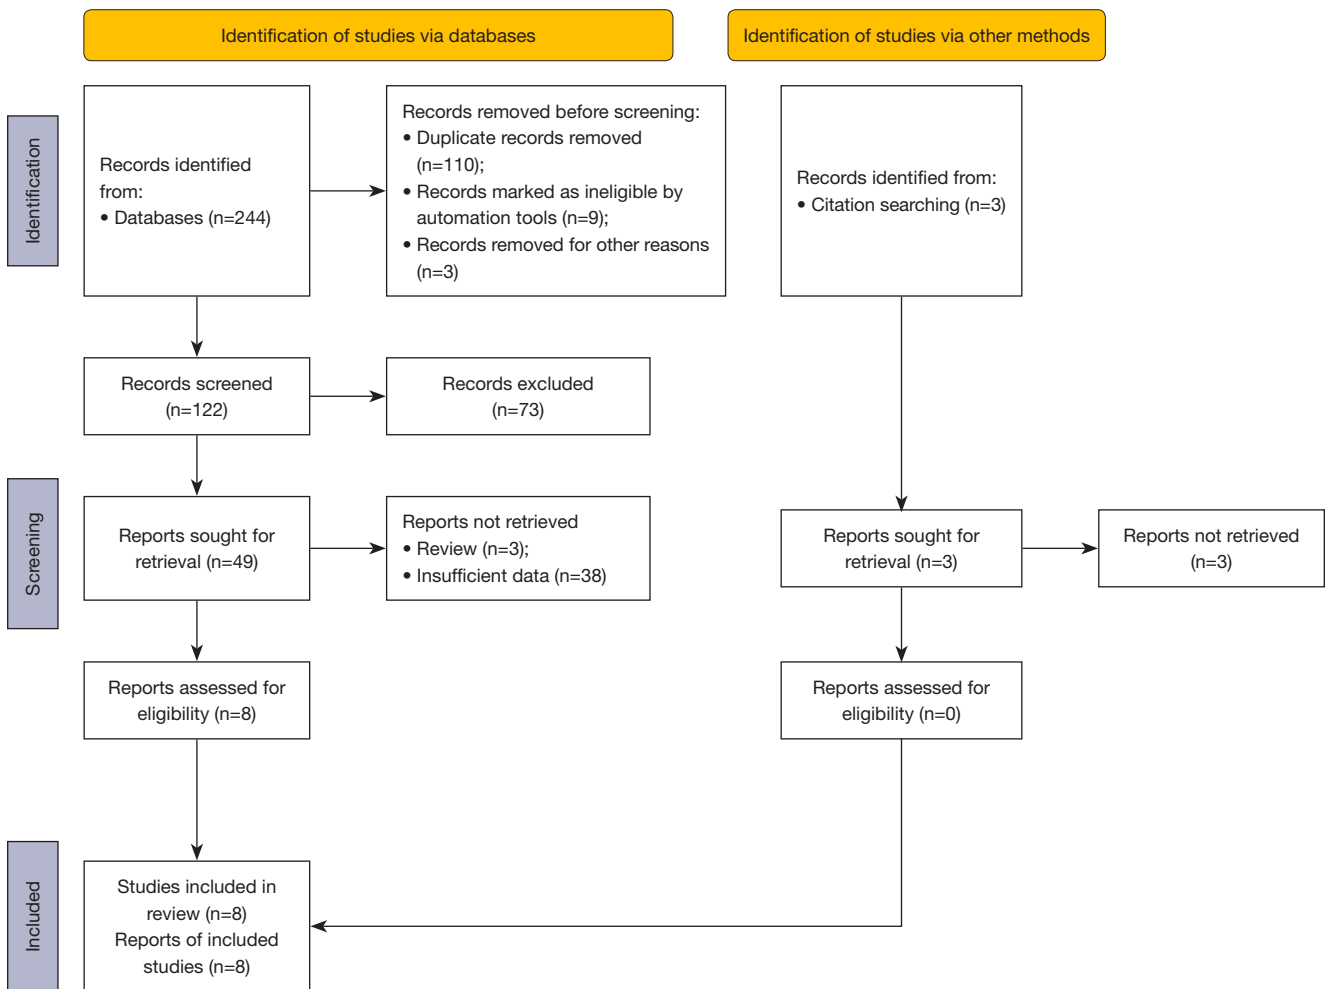 Identification of studies via databases
Identification of studies via other methods
Identification
Records identified
from:
• Databases (n=244)
Records removed before screening:
• Duplicate records removed
(n=110);
• Records marked as ineligible by
automation tools (n=9);
• Records removed for other reasons
(n=3)
Records identified from:
• Citation searching (n=3)
Records screened
(n=122)
Records excluded
(n=73)
Screening
Reports sought for
retrieval (n=49)
Reports not retrieved
• Review (n=3);
• Insufficient data (n=38)
Reports sought for
retrieval (n=3)
Reports not retrieved
(n=3)
Reports assessed for
eligibility (n=8)
Reports assessed for
eligibility (n=0)
Included
Studies included in
review (n=8)
Reports of included
studies (n=8)